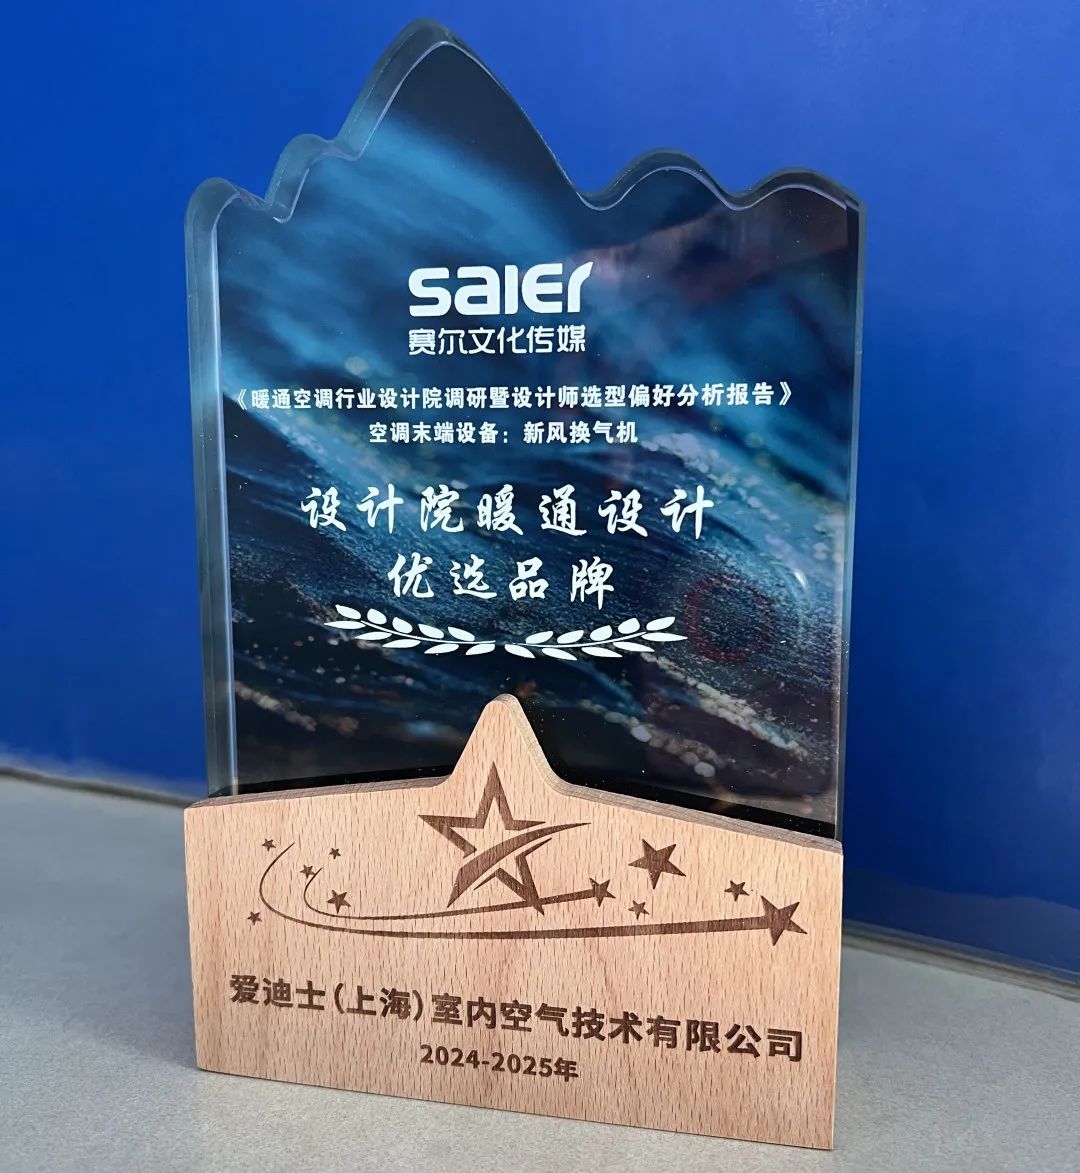 saier
赛尔文化传媒
《暖通空调行业设计院调研暨设计师选型偏好分析报告》
空调末端设备：新风换气机
设计院暖通设计
优选品牌
爱迪士(上海)室内空气技术有限公司
2024-2025年